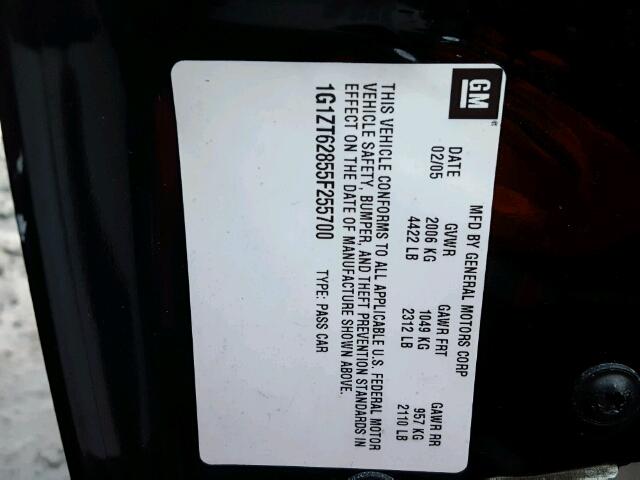 GM
MFD BY GENERAL MOTORS CORP
DATE GVWR GAWR FRT GAWR RR
02/05 2006 KG 1049 KG 957 KG
4422 LB 2312 LB 2110 LB
THIS VEHICLE CONFORMS TO ALL APPLICABLE U.S. FEDERAL MOTOR
VEHICLE SAFETY, BUMPER, AND THEFT PREVENTION STANDARDS IN
EFFECT ON THE DATE OF MANUFACTURE SHOWN ABOVE.
1G1ZT62855F255700 TYPE: PASS CAR